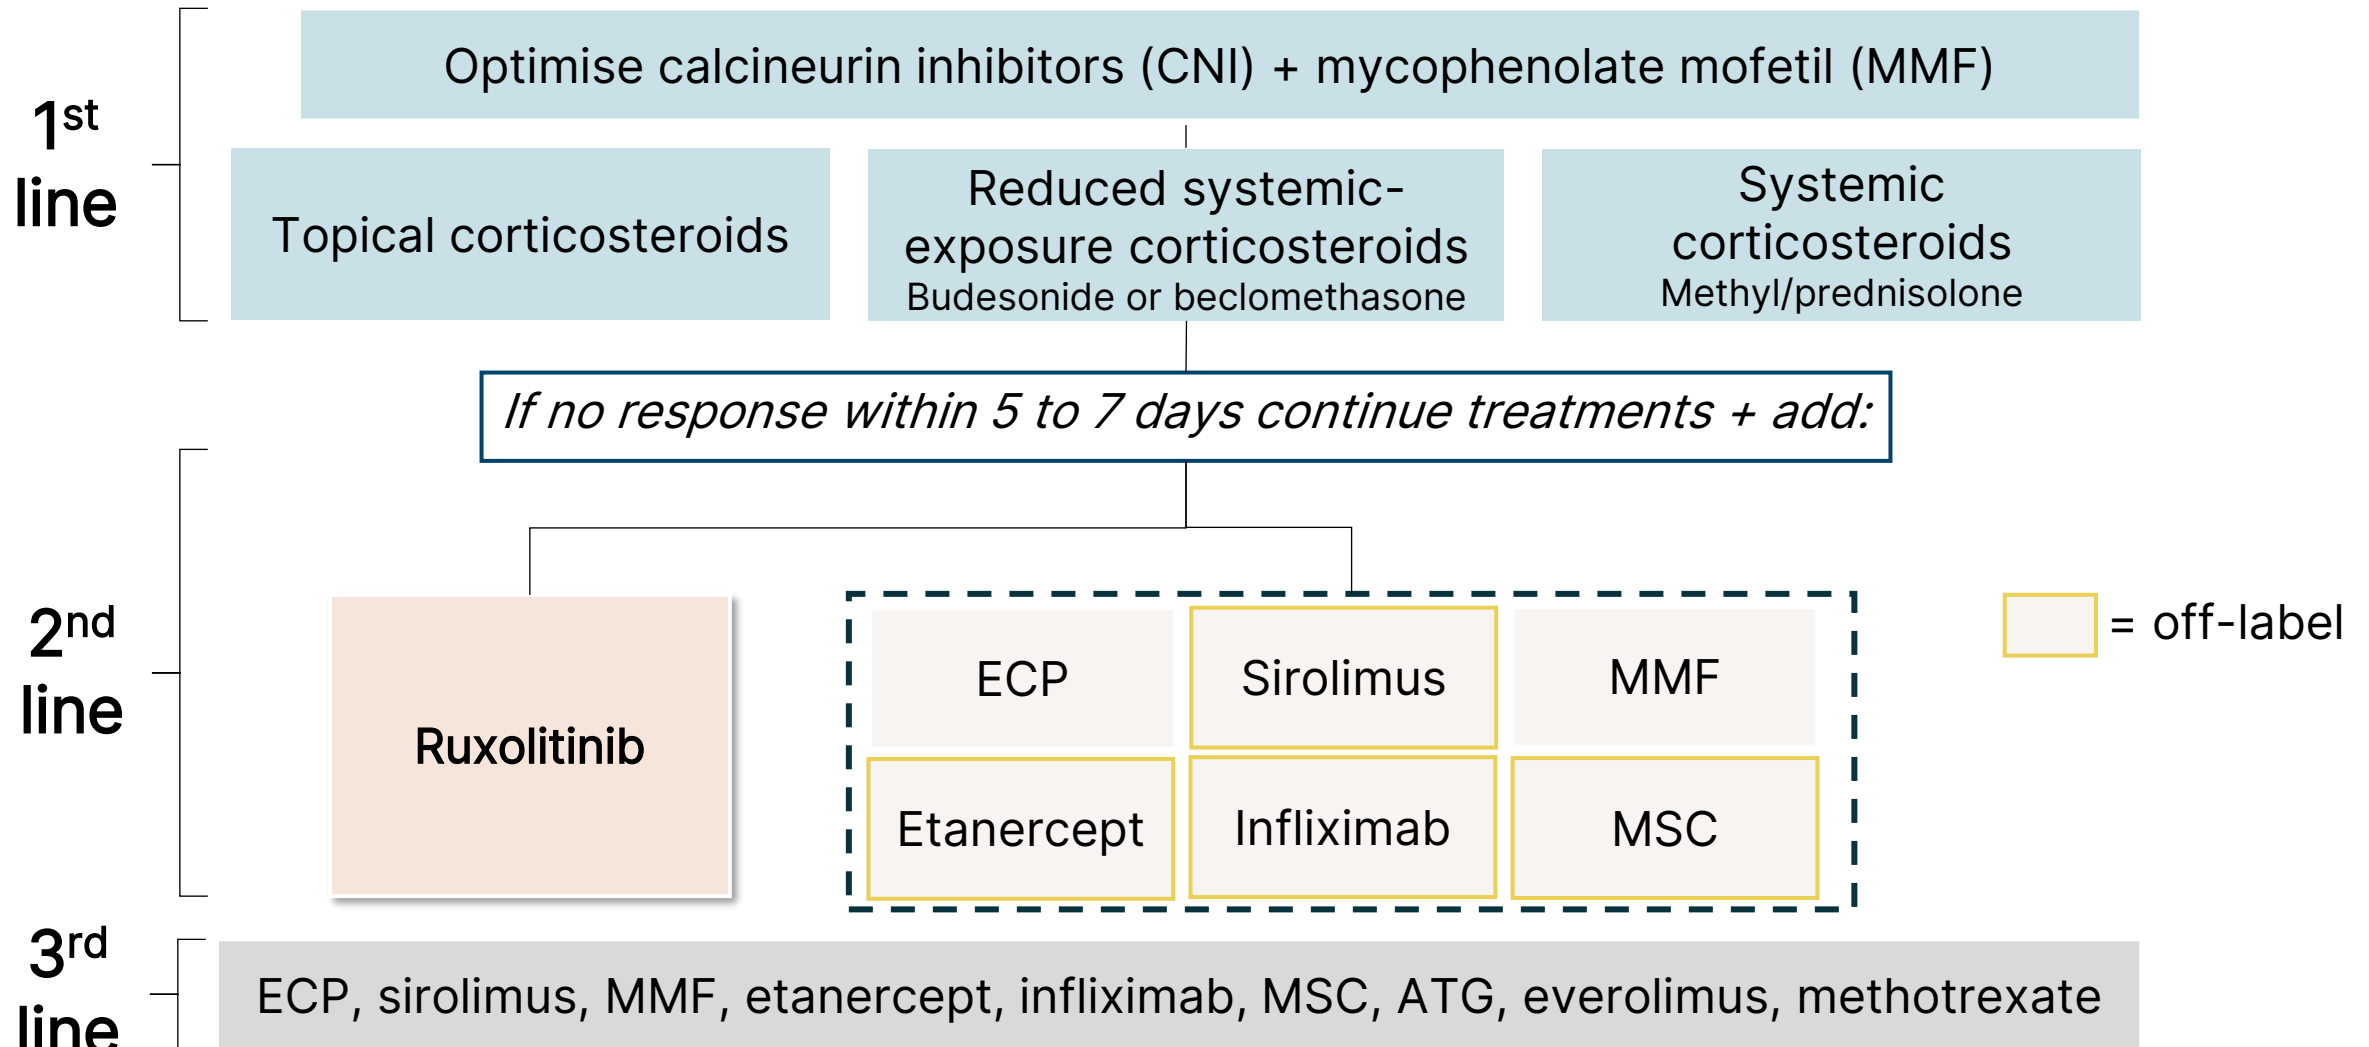 1st
line
Optimise calcineurin inhibitors (CNI) + mycophenolate mofetil (MMF)
Topical corticosteroids
Reduced systemic-
exposure corticosteroids
Budesonide or beclomethasone
Systemic
corticosteroids
Methyl/prednisolone
If no response within 5 to 7 days continue treatments + add:
2nd
line
Ruxolitinib
ECP
Sirolimus
MMF
Etanercept
Infliximab
MSC
= off-label
3rd
line
ECP, sirolimus, MMF, etanercept, infliximab, MSC, ATG, everolimus, methotrexate